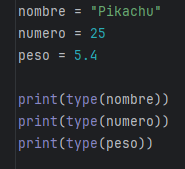 nombre = "Pikachu"
numero = 25
peso = 5.4
print(type(nombre))
print(type(numero))
print(type(peso))